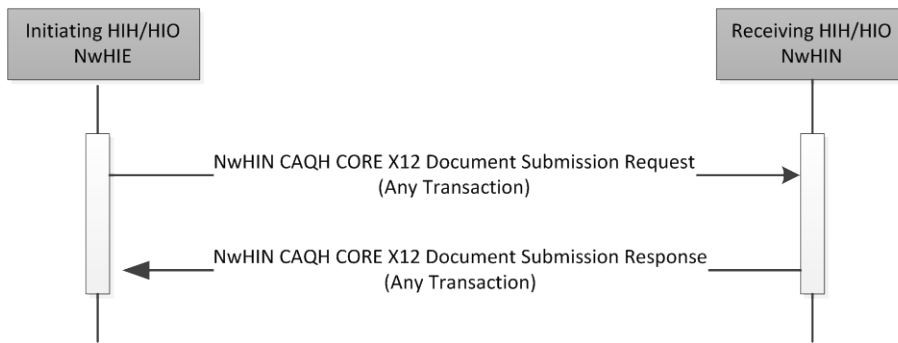 Initiating HIH/HIO
NwHIE
Receiving HIH/HIO
NwHIN
NwHIN CAQH CORE X12 Document Submission Request
(Any Transaction)
NwHIN CAQH CORE X12 Document Submission Response
(Any Transaction)